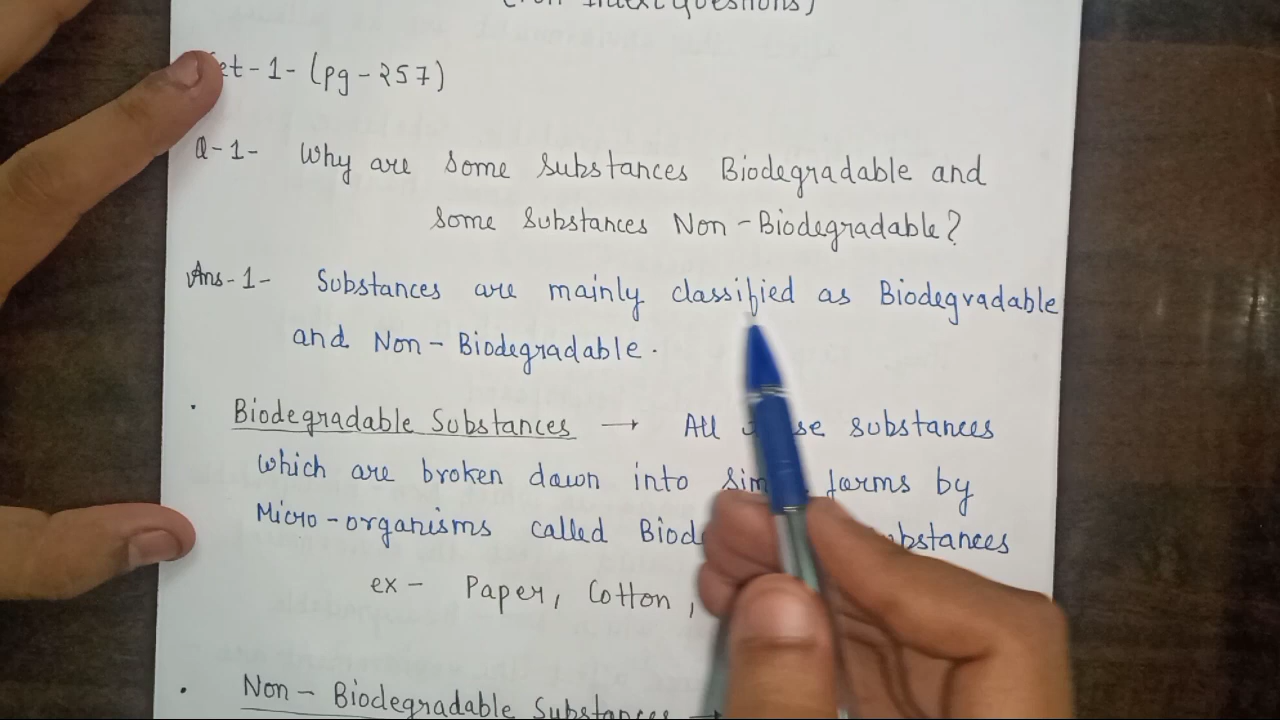 Intext Questions)
et-1- (pg-257)
Q-1- Why are some substances Biodegradable and
some substances Non-Biodegradable?
Ans-1- Substances are mainly classified as Biodegradable
and Non-Biodegradable.
• Biodegradable Substances → All se substances
which are broken down into sim forms by
Micro-organisms called Biod bstances
ex- Paper, Cotton,
• Non-Biodegradable Substances →